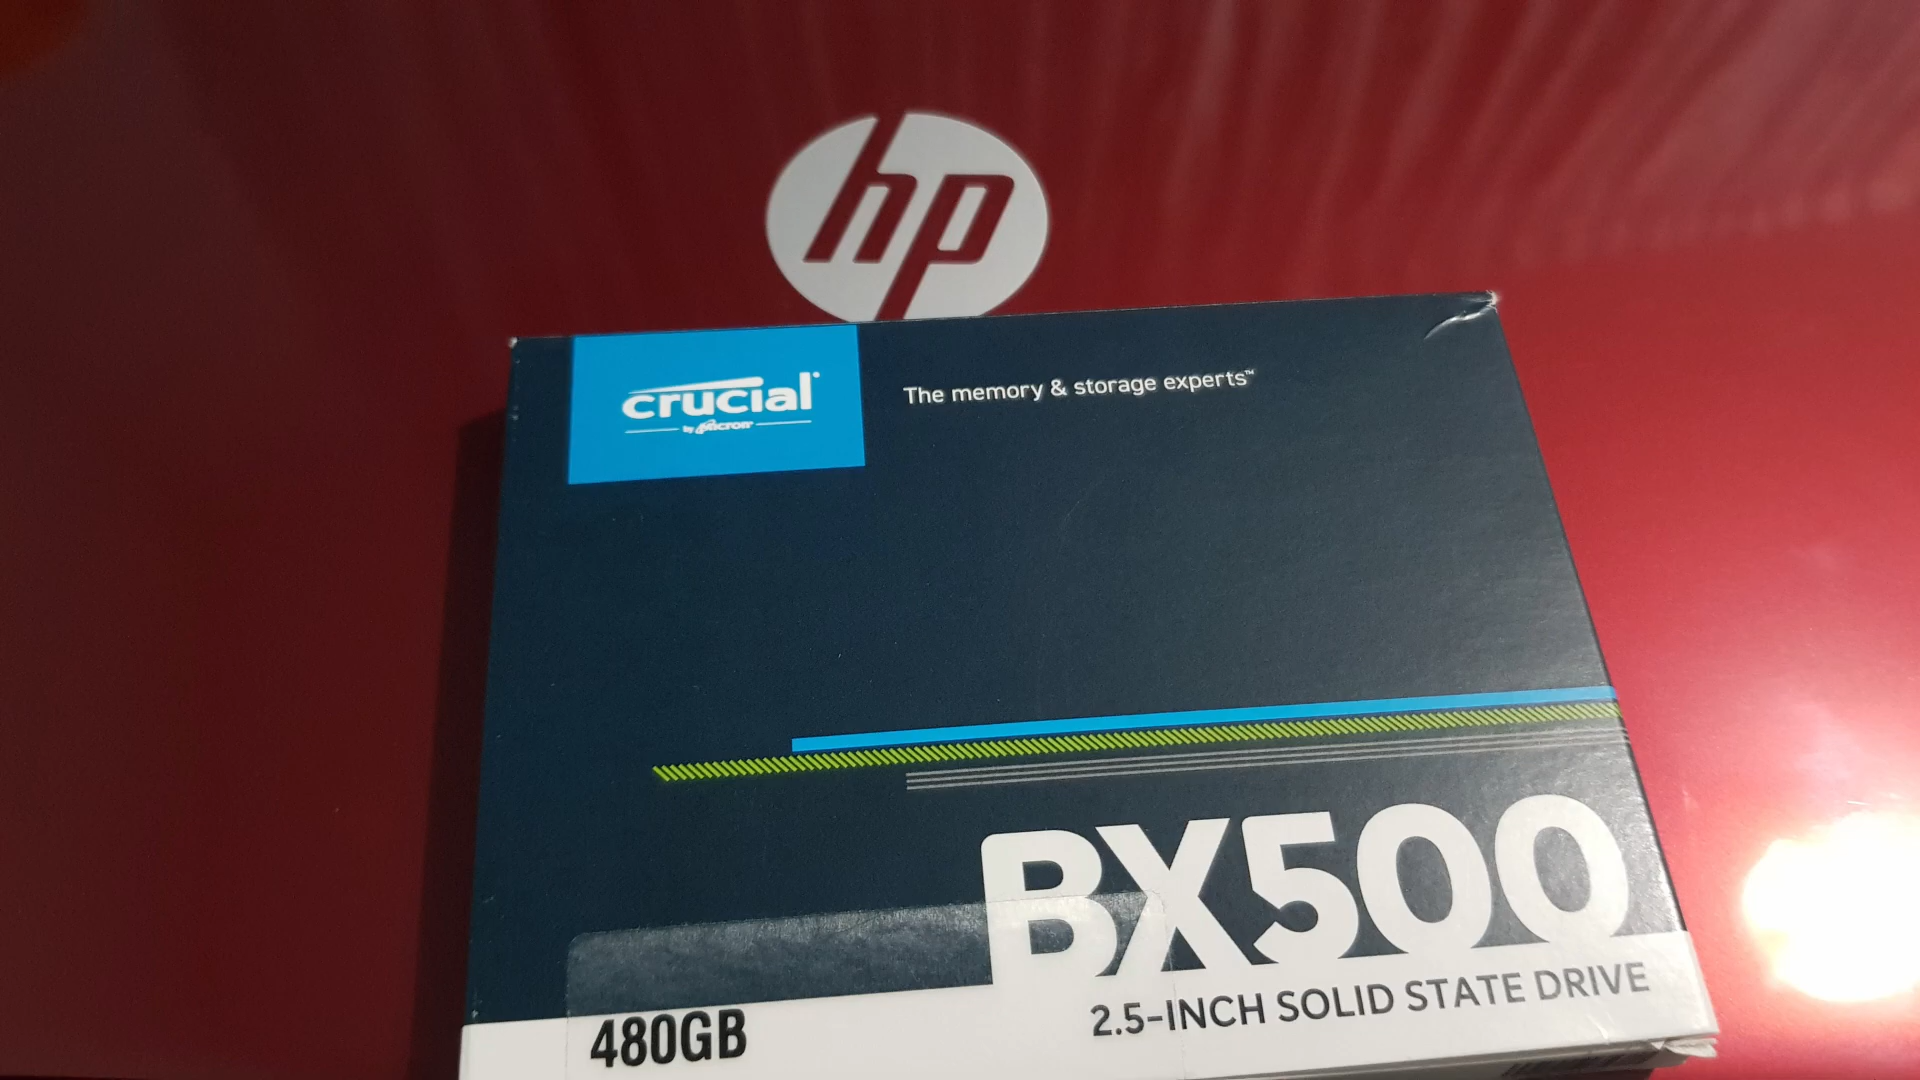 hp
crucial
by Micron
The memory & storage experts™
BX500
2.5-INCH SOLID STATE DRIVE
480GB